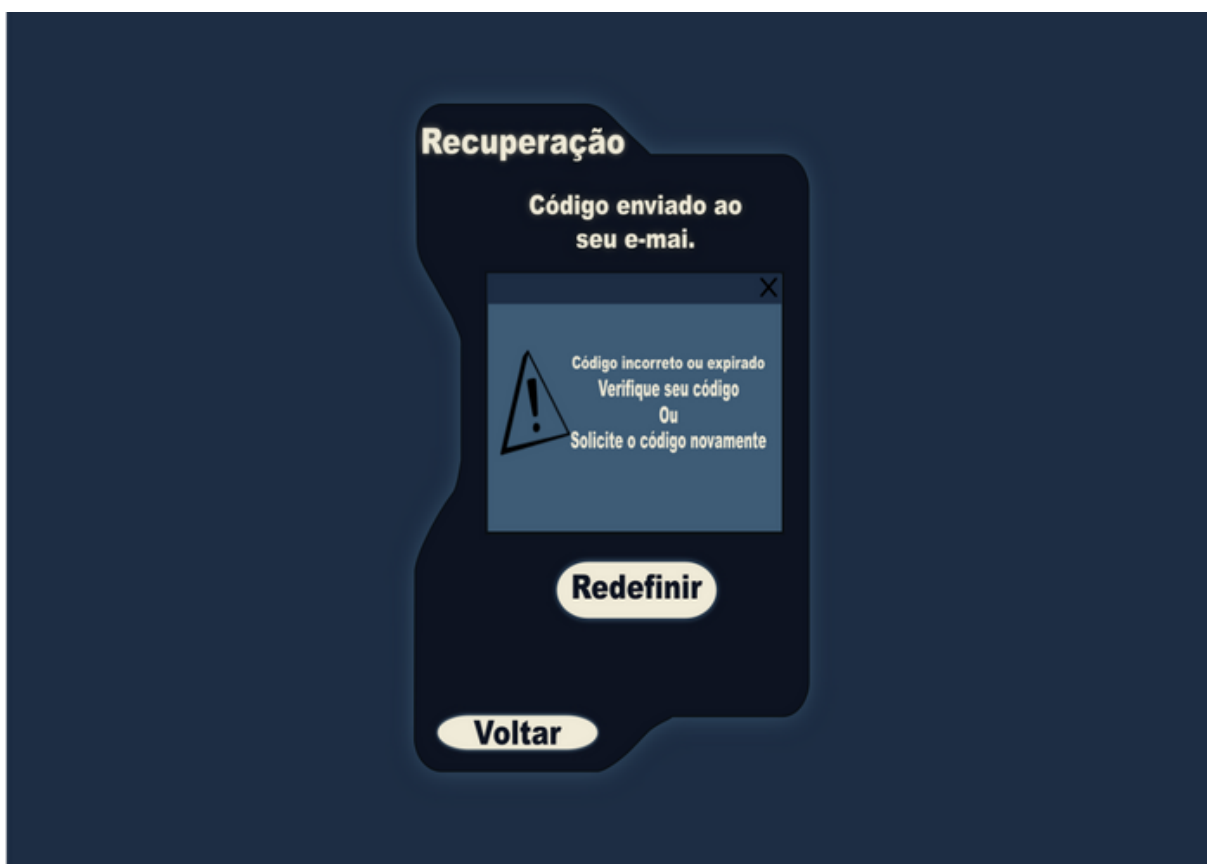 Recuperação
Código enviado ao
seu e-mai.
X
Código incorreto ou expirado
Verifique seu código
Ou
Solicite o código novamente
Redefinir
Voltar